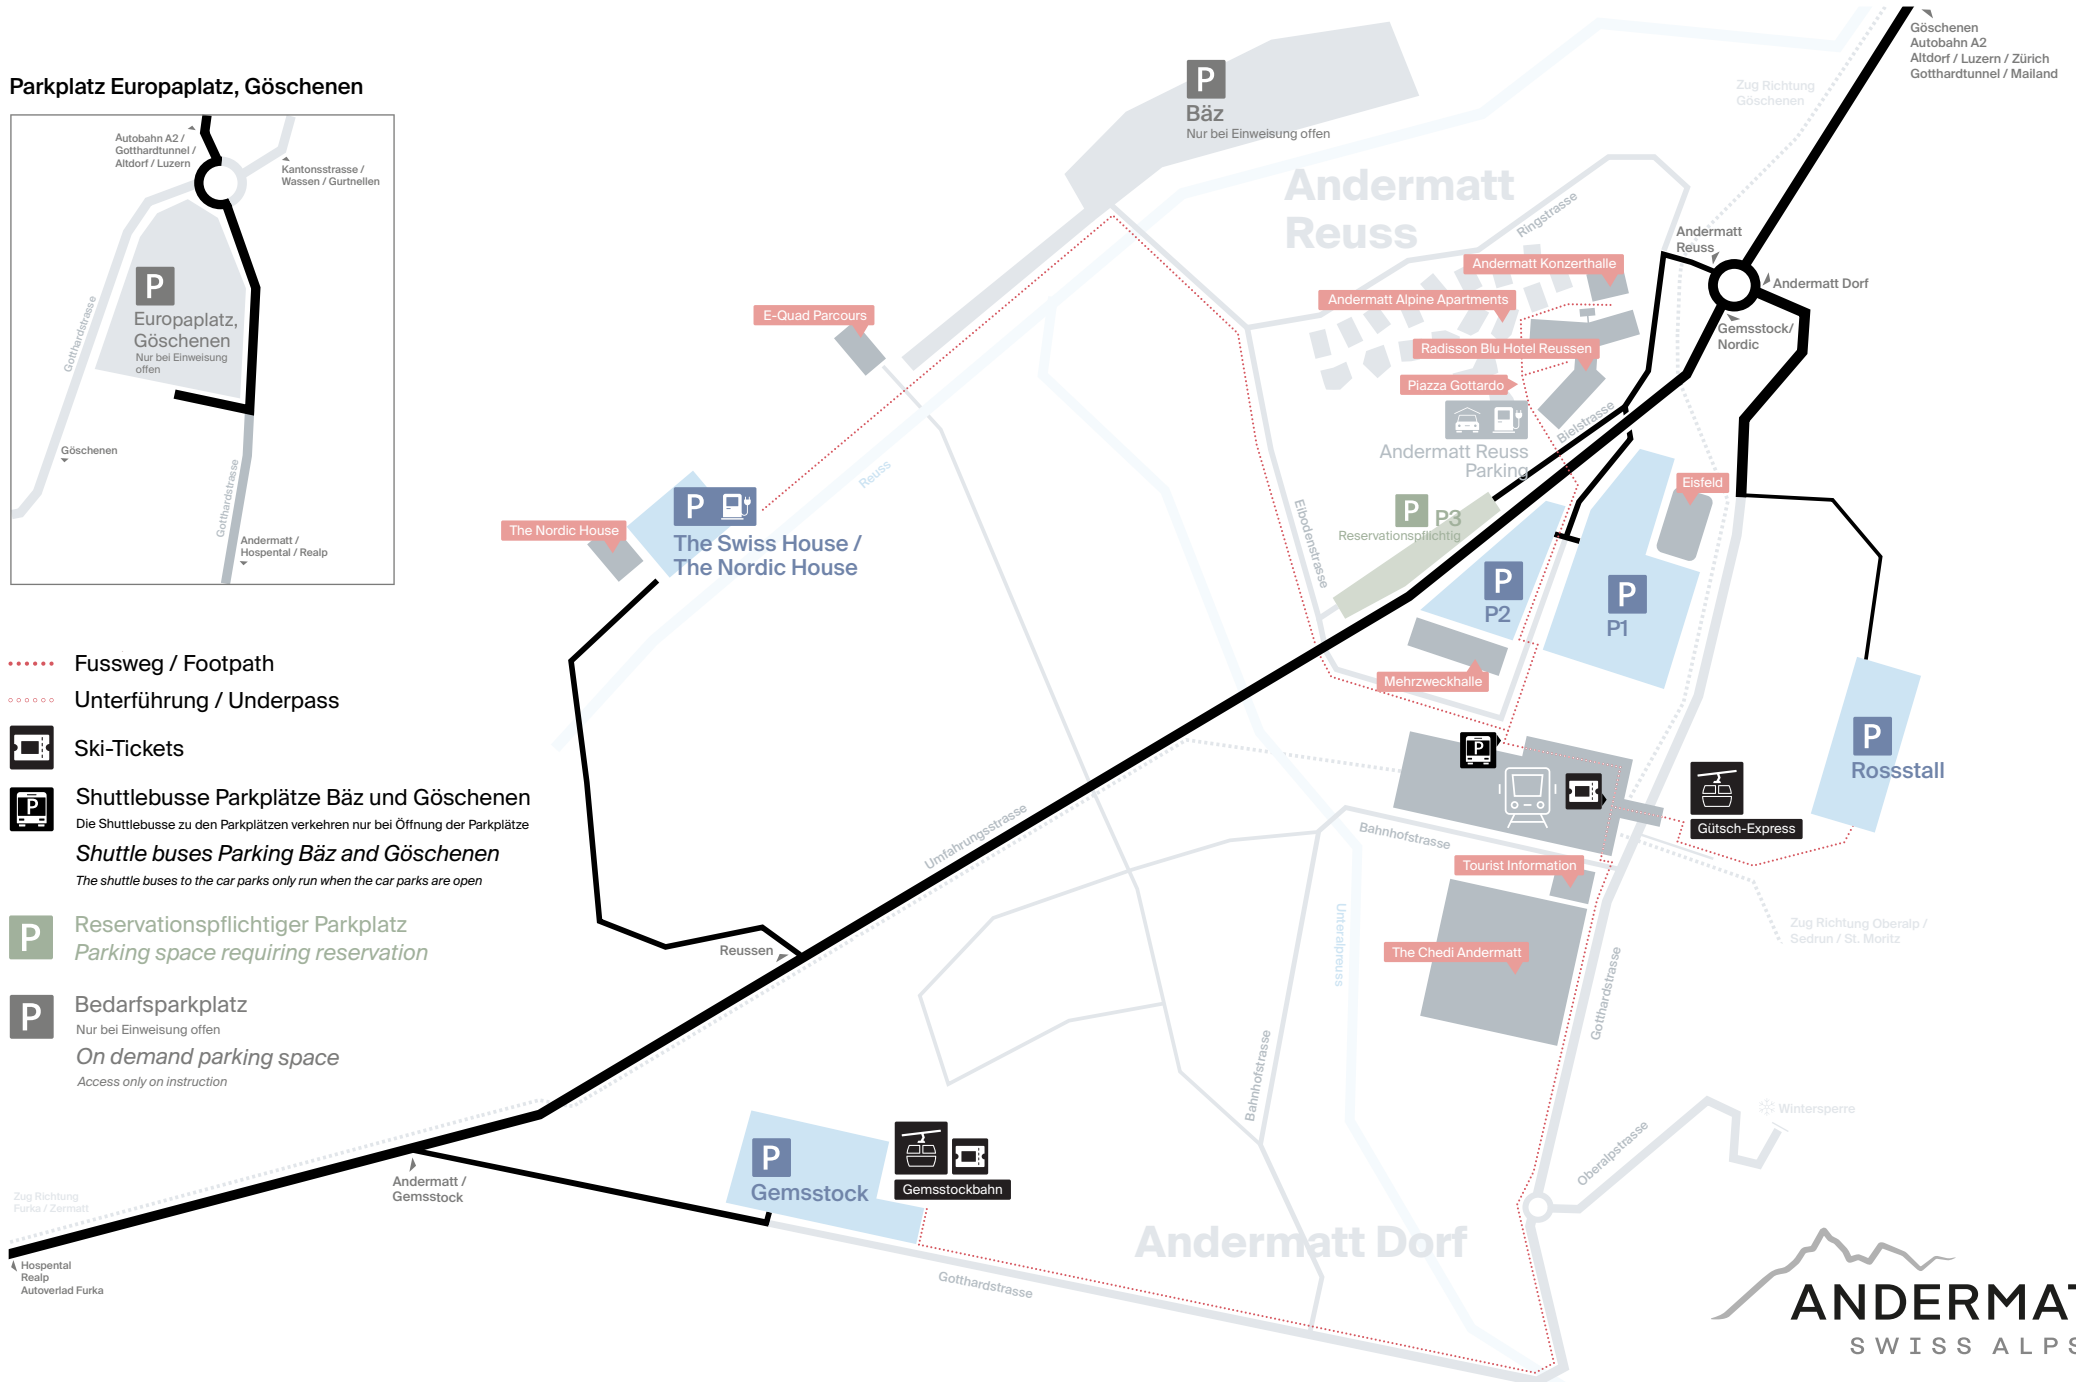 Parkplatz Europaplatz, Göschenen
Autobahn A2 /
Gotthardtunnel /
Altdorf / Luzern
Kantonsstrasse /
Wassen / Gurtnellen
P
Europaplatz,
Göschenen
Nur bei Einweisung
offen
Gotthardstrasse
Göschenen
Gotthardstrasse
Andermatt /
Hospental / Realp
Fussweg / Footpath
Unterführung / Underpass
Ski-Tickets
P
Shuttlebusse Parkplätze Bäz und Göschenen
Die Shuttlebusse zu den Parkplätzen verkehren nur bei Öffnung der Parkplätze
Shuttle buses Parking Bäz and Göschenen
The shuttle buses to the car parks only run when the car parks are open
P
Reservationspflichtiger Parkplatz
Parking space requiring reservation
P
Bedarfsparkplatz
Nur bei Einweisung offen
On demand parking space
Access only on instruction
P
Bäz
Nur bei Einweisung offen
Göschenen
Autobahn A2
Altdorf / Luzern / Zürich
Gotthardtunnel / Mailand
Zug Richtung
Göschenen
Andermatt
Reuss
Ringstrasse
Andermatt
Reuss
Andermatt Dorf
Gemsstock/
Nordic
Andermatt Konzerthalle
Andermatt Alpine Apartments
Radisson Blu Hotel Reussen
Piazza Gottardo
Bielstrasse
Andermatt Reuss
Parking
E-Quad Parcours
Reuss
The Nordic House
P
The Swiss House /
The Nordic House
Eisfeld
P
P3
Reservationspflichtig
Eibodenstrasse
P
P2
P
P1
Mehrzweckhalle
P
Rossstall
P
Gütsch-Express
Bahnhofstrasse
Tourist Information
Umfahrungsstrasse
Unteralpreuss
The Chedi Andermatt
Gotthardstrasse
Zug Richtung Oberalp /
Sedrun / St. Moritz
Reussen
Bahnhofstrasse
Wintersperre
Oberalpstrasse
P
Gemsstock
Gemsstockbahn
Andermatt /
Gemsstock
Zug Richtung
Furka / Zermatt
Hospental
Realp
Autoverlad Furka
Andermatt Dorf
Gotthardstrasse
ANDERMAT
SWISS ALPS